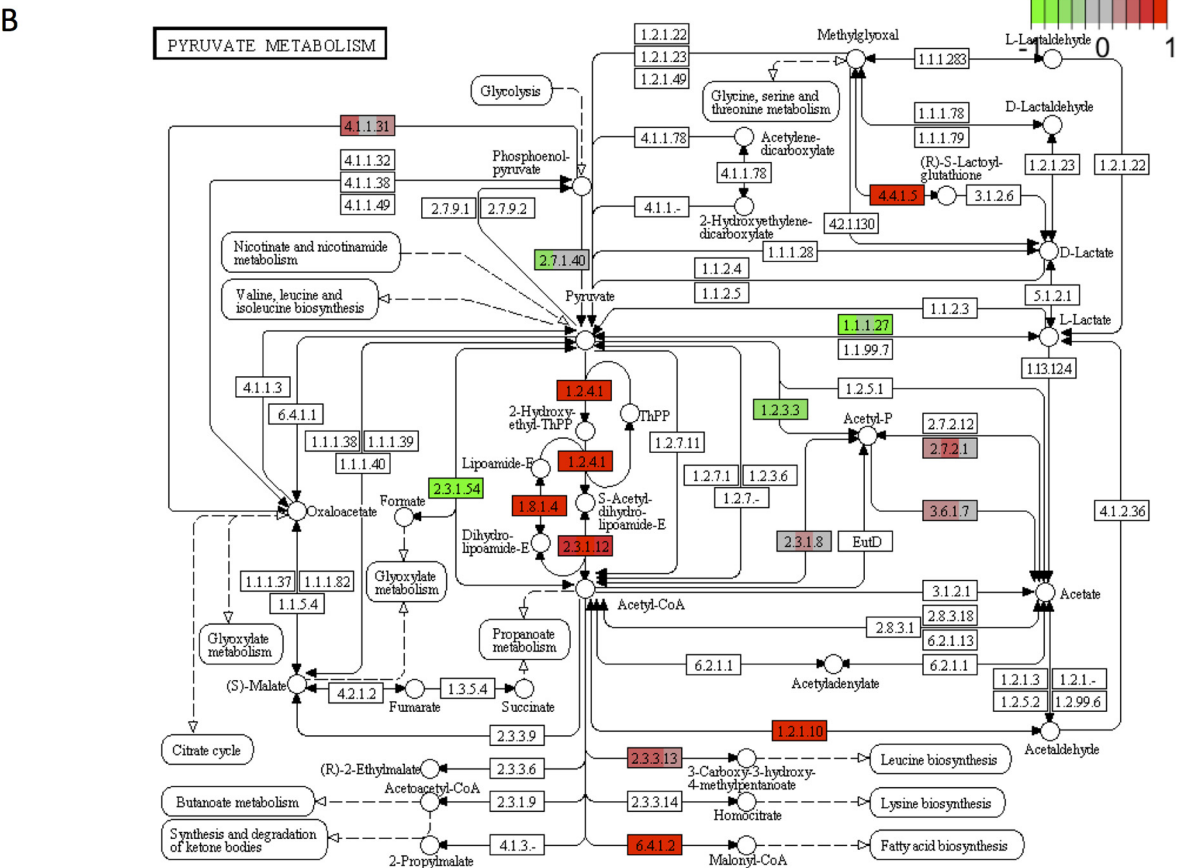 B
PYRUVATE METABOLISM
-1 0 1
1.2.1.22
1.2.1.23
1.2.1.49
Methylglyoxal
1.1.1.283
L-Lactaldehyde
Glycolysis
Glycine, serine and
threonine metabolism
1.1.1.78
1.1.1.79
D-Lactaldehyde
4.1.1.31
4.1.1.78
Acetylene-
dicarboxylate
4.1.1.32
4.1.1.38
4.1.1.49
Phosphoenol-
pyruvate
4.1.1.78
(R)-S-Lactoyl-
glutathione
1.2.1.23
1.2.1.22
2.7.9.1
2.7.9.2
4.1.1.-
2-Hydroxyethylene-
dicarboxylate
4.4.1.5
3.1.2.6
4.2.1.130
Nicotinate and nicotinamide
metabolism
2.7.1.40
1.1.1.28
D-Lactate
1.1.2.4
1.1.2.5
Valine, leucine and
isoleucine biosynthesis
Pyruvate
5.1.2.1
1.1.2.3
L-Lactate
1.1.1.27
1.1.99.7
1.13.12.4
4.1.1.3
6.4.1.1
1.2.4.1
1.2.5.1
2-Hydroxy-
ethyl-ThPP
ThPP
1.2.3.3
Acetyl-P
2.7.2.12
2.7.2.1
1.1.1.38
1.1.1.39
1.1.1.40
1.2.7.11
Lipoamide-E
1.2.4.1
1.2.7.1
1.2.3.6
1.2.7.-
2.3.1.54
Formate
1.8.1.4
S-Acetyl-
dihydro-
lipoamide-E
Oxaloacetate
3.6.1.7
4.1.2.36
Dihydro-
lipoamide-E
2.3.1.12
2.3.1.8
EutD
1.1.1.37
1.1.1.82
1.1.5.4
Glyoxylate
metabolism
Acetyl-CoA
3.1.2.1
Acetate
Glyoxylate
metabolism
Propanoate
metabolism
2.8.3.1
2.8.3.18
6.2.1.13
(S)-Malate
4.2.1.2
Fumarate
1.3.5.4
Succinate
6.2.1.1
Acetyladenylate
6.2.1.1
1.2.1.3
1.2.1.-
1.2.5.2
1.2.99.6
Citrate cycle
2.3.3.9
1.2.1.10
Acetaldehyde
(R)-2-Ethylmalate
2.3.3.6
2.3.3.13
3-Carboxy-3-hydroxy-
4-methylpentanoate
Leucine biosynthesis
Butanoate metabolism
Acetoacetyl-CoA
2.3.1.9
2.3.3.14
Homocitrate
Lysine biosynthesis
Synthesis and degradation
of ketone bodies
4.1.3.-
2-Propylmalate
6.4.1.2
Malonyl-CoA
Fatty acid biosynthesis